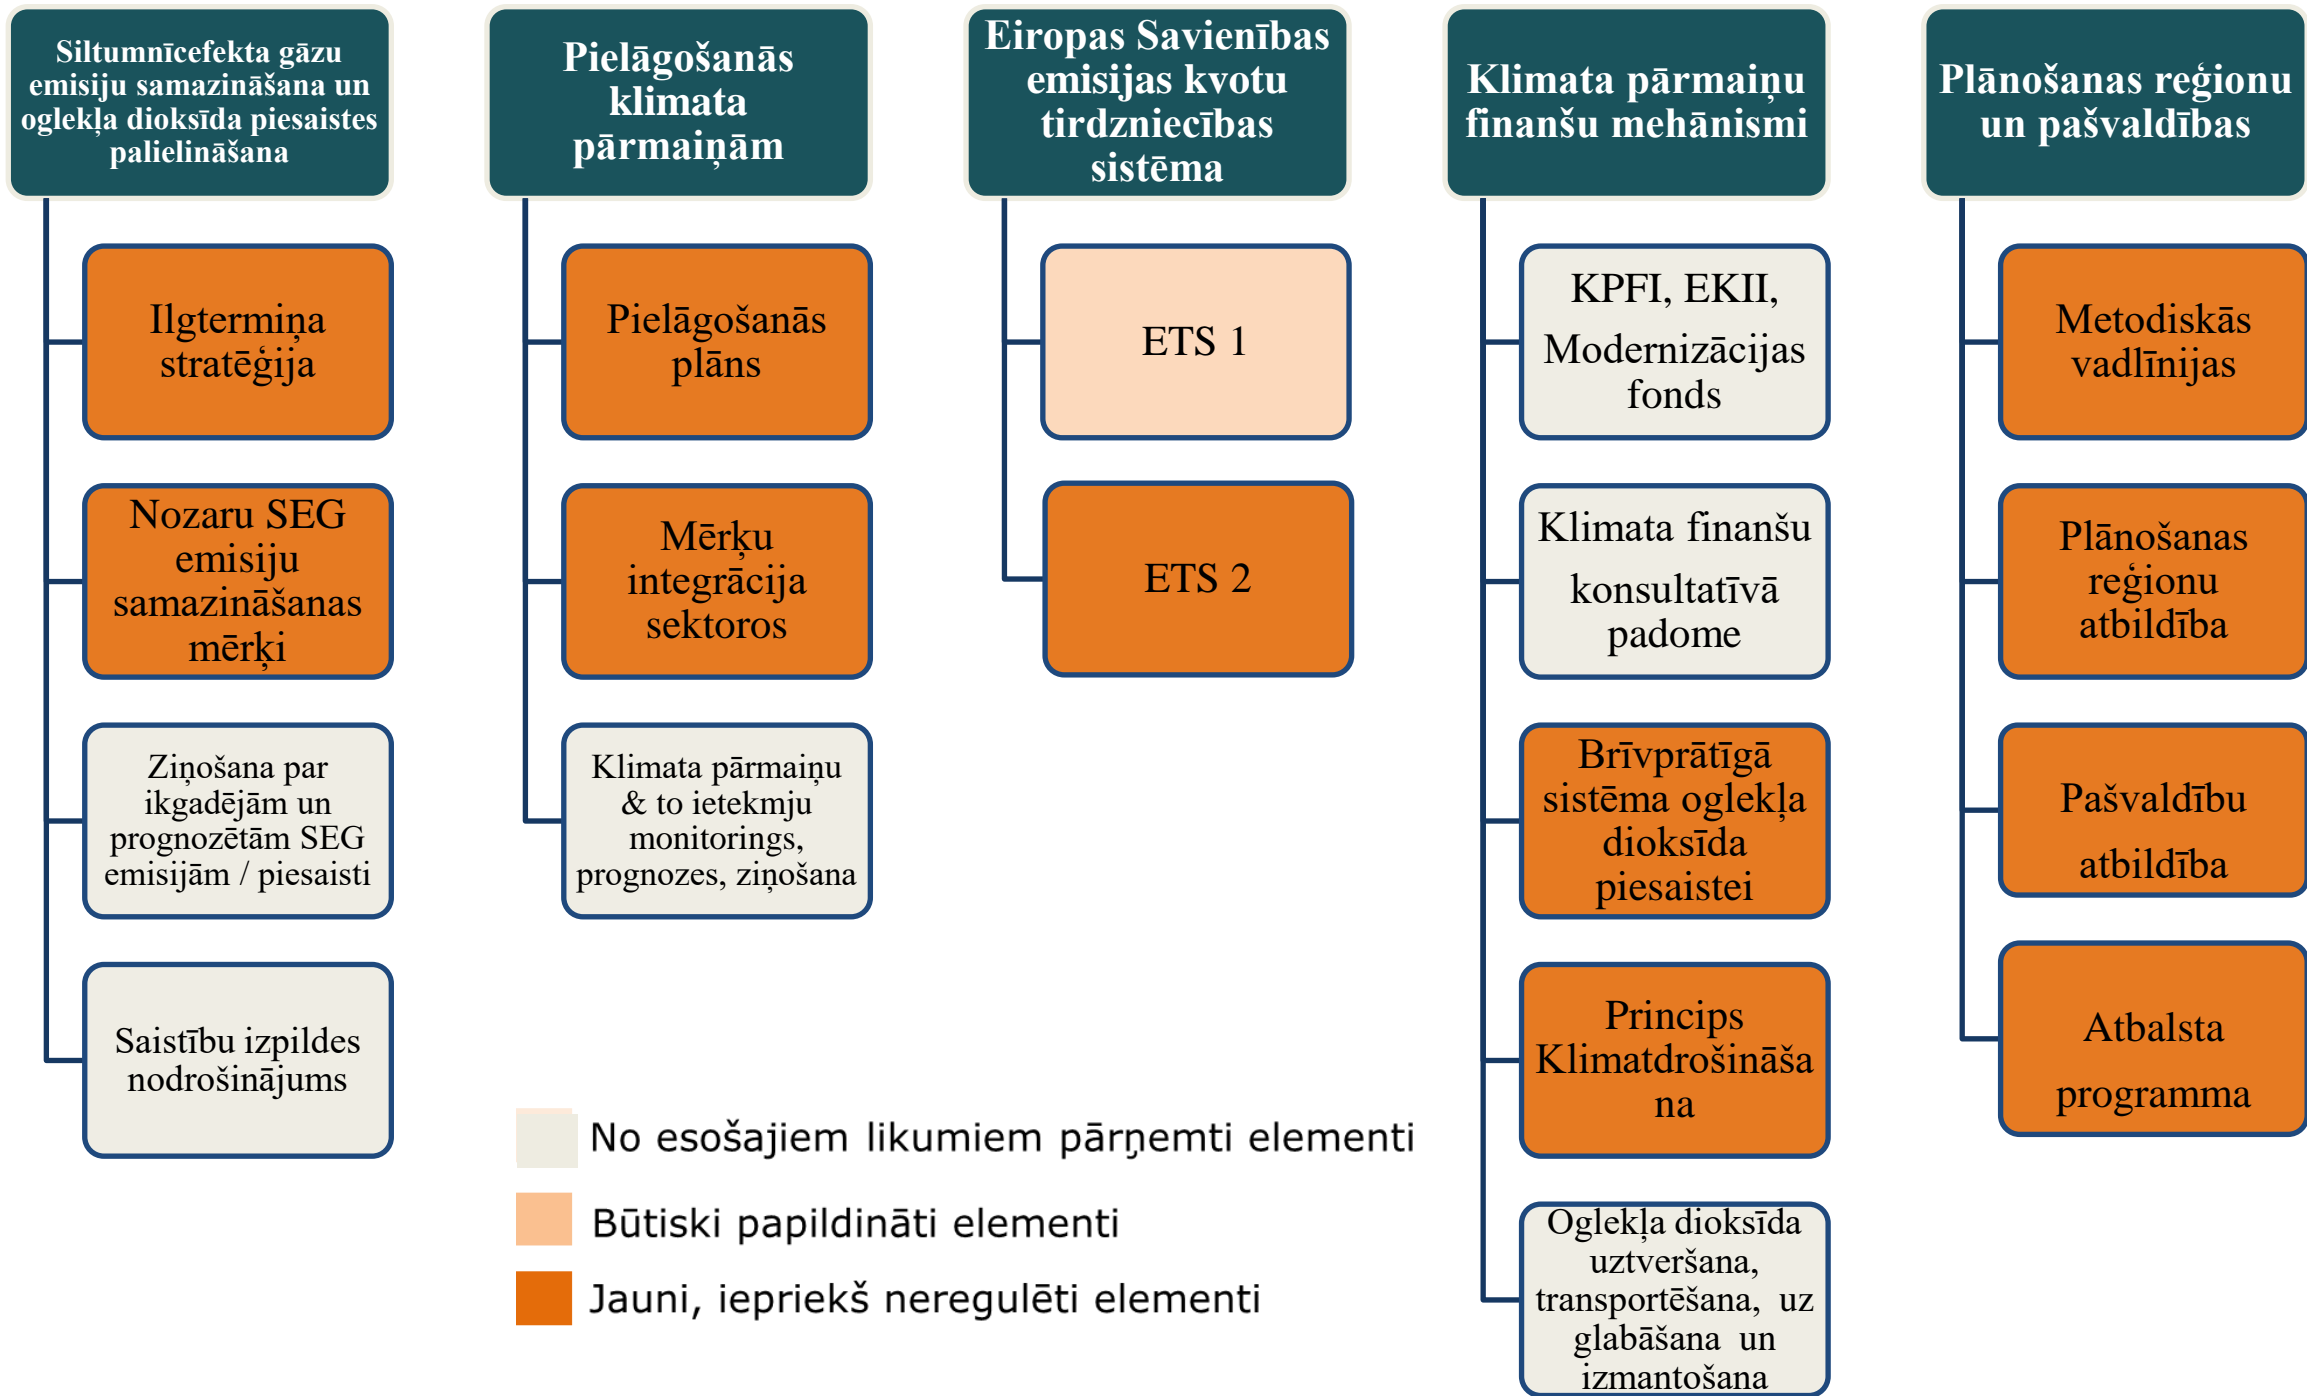 Siltumnīcefekta gāzu
emisiju samazināšana un
oglekļa dioksīda piesaistes
palielināšana
Ilgtermiņa
stratēģija
Nozaru SEG
emisiju
samazināšanas
mērķi
Ziņošana par
ikgadējām un
prognozētām SEG
emisijām / piesaisti
Saistību izpildes
nodrošinājums
Pielāgošanās
klimata
pārmaiņām
Pielāgošanās
plāns
Mērķu
integrācija
sektoros
Klimata pārmaiņu
& to ietekmju
monitorings,
prognozes, ziņošana
Eiropas Savienības
emisijas kvotu
tirdzniecības
sistēma
ETS 1
ETS 2
Klimata pārmaiņu
finanšu mehānismi
KPFI, EKII,
Modernizācijas
fonds
Klimata finanšu
konsultatīvā
padome
Brīvprātīgā
sistēma oglekļa
dioksīda
piesaistei
Princips
Klimatdrošināša
na
Oglekļa dioksīda
uztveršana,
transportēšana, uz
glabāšana un
izmantošana
Plānošanas reģionu
un pašvaldības
Metodiskās
vadlīnijas
Plānošanas
reģionu
atbildība
Pašvaldību
atbildība
Atbalsta
programma
No esošajiem likumiem pārņemti elementi
Būtiski papildināti elementi
Jauni, iepriekš neregulēti elementi